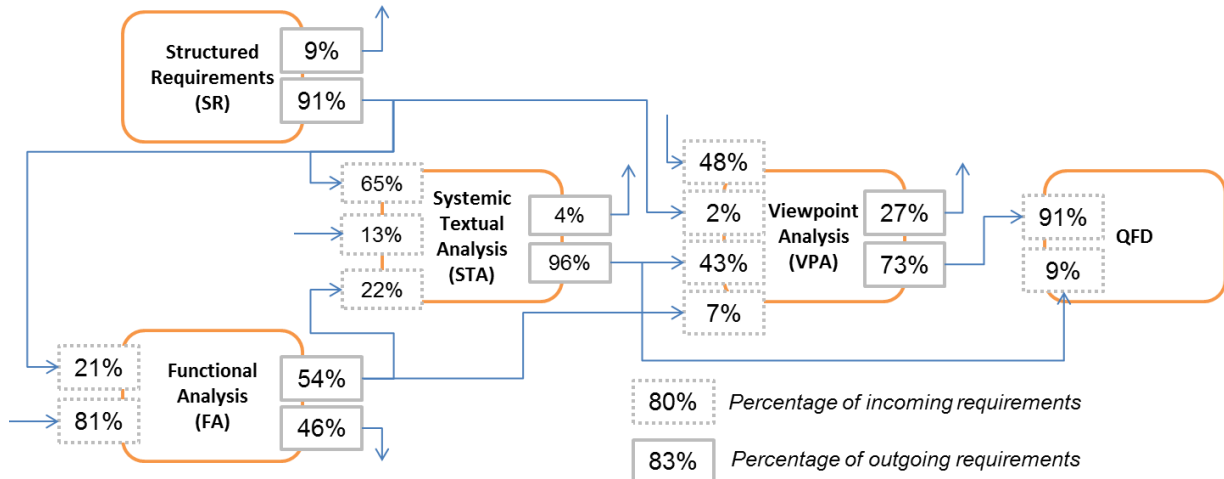 Structured
Requirements
(SR)
9%
91%
65%
13%
22%
Systemic
Textual
Analysis
(STA)
4%
96%
48%
2%
43%
7%
Viewpoint
Analysis
(VPA)
27%
73%
91%
9%
QFD
21%
81%
Functional
Analysis
(FA)
54%
46%
80% Percentage of incoming requirements
83% Percentage of outgoing requirements